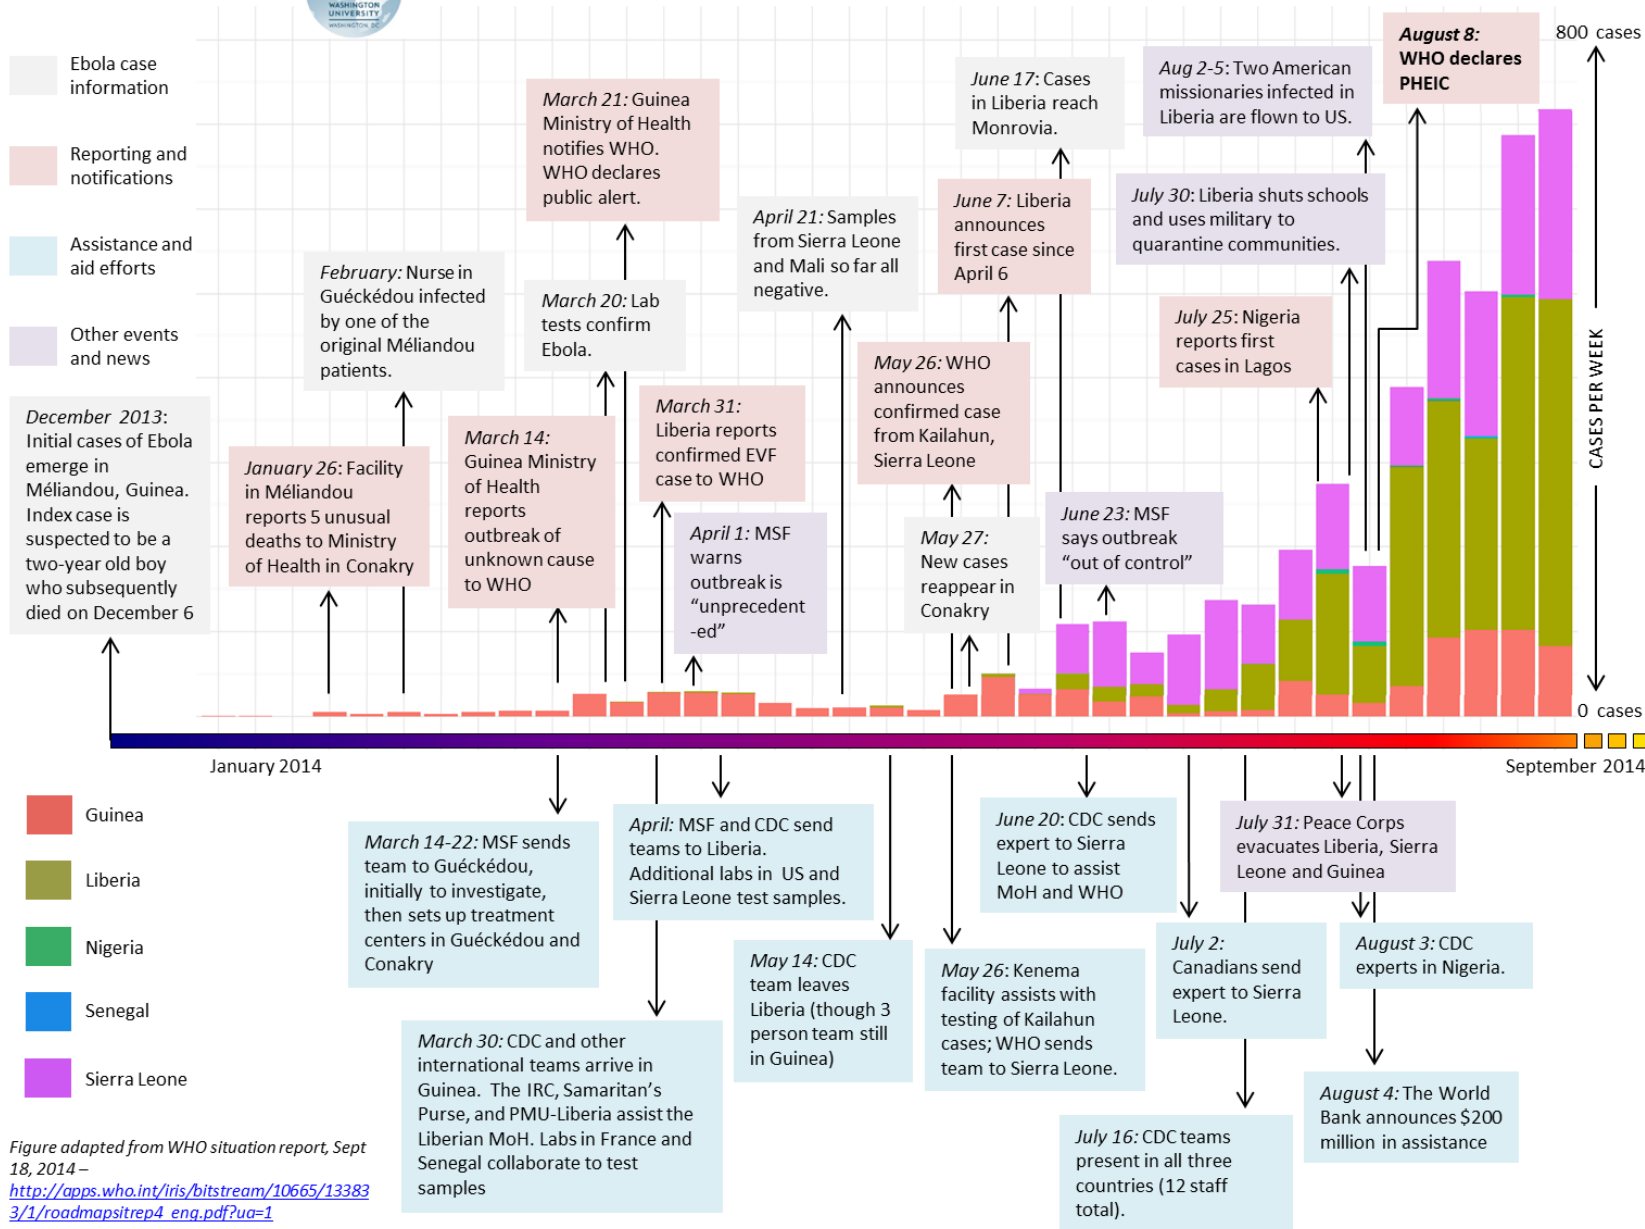 WASHINGTON
UNIVERSITY
WASHINGTON, DC
Ebola case
information
Reporting and
notifications
Assistance and
aid efforts
Other events
and news
December 2013:
Initial cases of Ebola
emerge in
Méliandou, Guinea.
Index case is
suspected to be a
two-year old boy
who subsequently
died on December 6
January 26: Facility
in Méliandou
reports 5 unusual
deaths to Ministry
of Health in Conakry
February: Nurse in
Guéckédou infected
by one of the
original Méliandou
patients.
March 14:
Guinea Ministry
of Health
reports
outbreak of
unknown cause
to WHO
March 20: Lab
tests confirm
Ebola.
March 21: Guinea
Ministry of Health
notifies WHO.
WHO declares
public alert.
March 31:
Liberia reports
confirmed EVF
case to WHO
April 1: MSF
warns
outbreak is
“unprecedent
-ed”
April 21: Samples
from Sierra Leone
and Mali so far all
negative.
May 26: WHO
announces
confirmed case
from Kailahun,
Sierra Leone
May 27:
New cases
reappear in
Conakry
June 7: Liberia
announces
first case since
April 6
June 17: Cases
in Liberia reach
Monrovia.
June 23: MSF
says outbreak
“out of control”
July 25: Nigeria
reports first
cases in Lagos
July 30: Liberia shuts schools
and uses military to
quarantine communities.
Aug 2-5: Two American
missionaries infected in
Liberia are flown to US.
August 8:
WHO declares
PHEIC
800 cases
CASES PER WEEK
0 cases
January 2014
September 2014
Guinea
Liberia
Nigeria
Senegal
Sierra Leone
March 14-22: MSF sends
team to Guéckédou,
initially to investigate,
then sets up treatment
centers in Guéckédou and
Conakry
March 30: CDC and other
international teams arrive in
Guinea. The IRC, Samaritan’s
Purse, and PMU-Liberia assist the
Liberian MoH. Labs in France and
Senegal collaborate to test
samples
April: MSF and CDC send
teams to Liberia.
Additional labs in US and
Sierra Leone test samples.
May 14: CDC
team leaves
Liberia (though 3
person team still
in Guinea)
May 26: Kenema
facility assists with
testing of Kailahun
cases; WHO sends
team to Sierra Leone.
June 20: CDC sends
expert to Sierra
Leone to assist
MoH and WHO
July 2:
Canadians send
expert to Sierra
Leone.
July 16: CDC teams
present in all three
countries (12 staff
total).
July 31: Peace Corps
evacuates Liberia, Sierra
Leone and Guinea
August 3: CDC
experts in Nigeria.
August 4: The World
Bank announces $200
million in assistance
Figure adapted from WHO situation report, Sept
18, 2014 –
http://apps.who.int/iris/bitstream/10665/13383
3/1/roadmapsitrep4_eng.pdf?ua=1